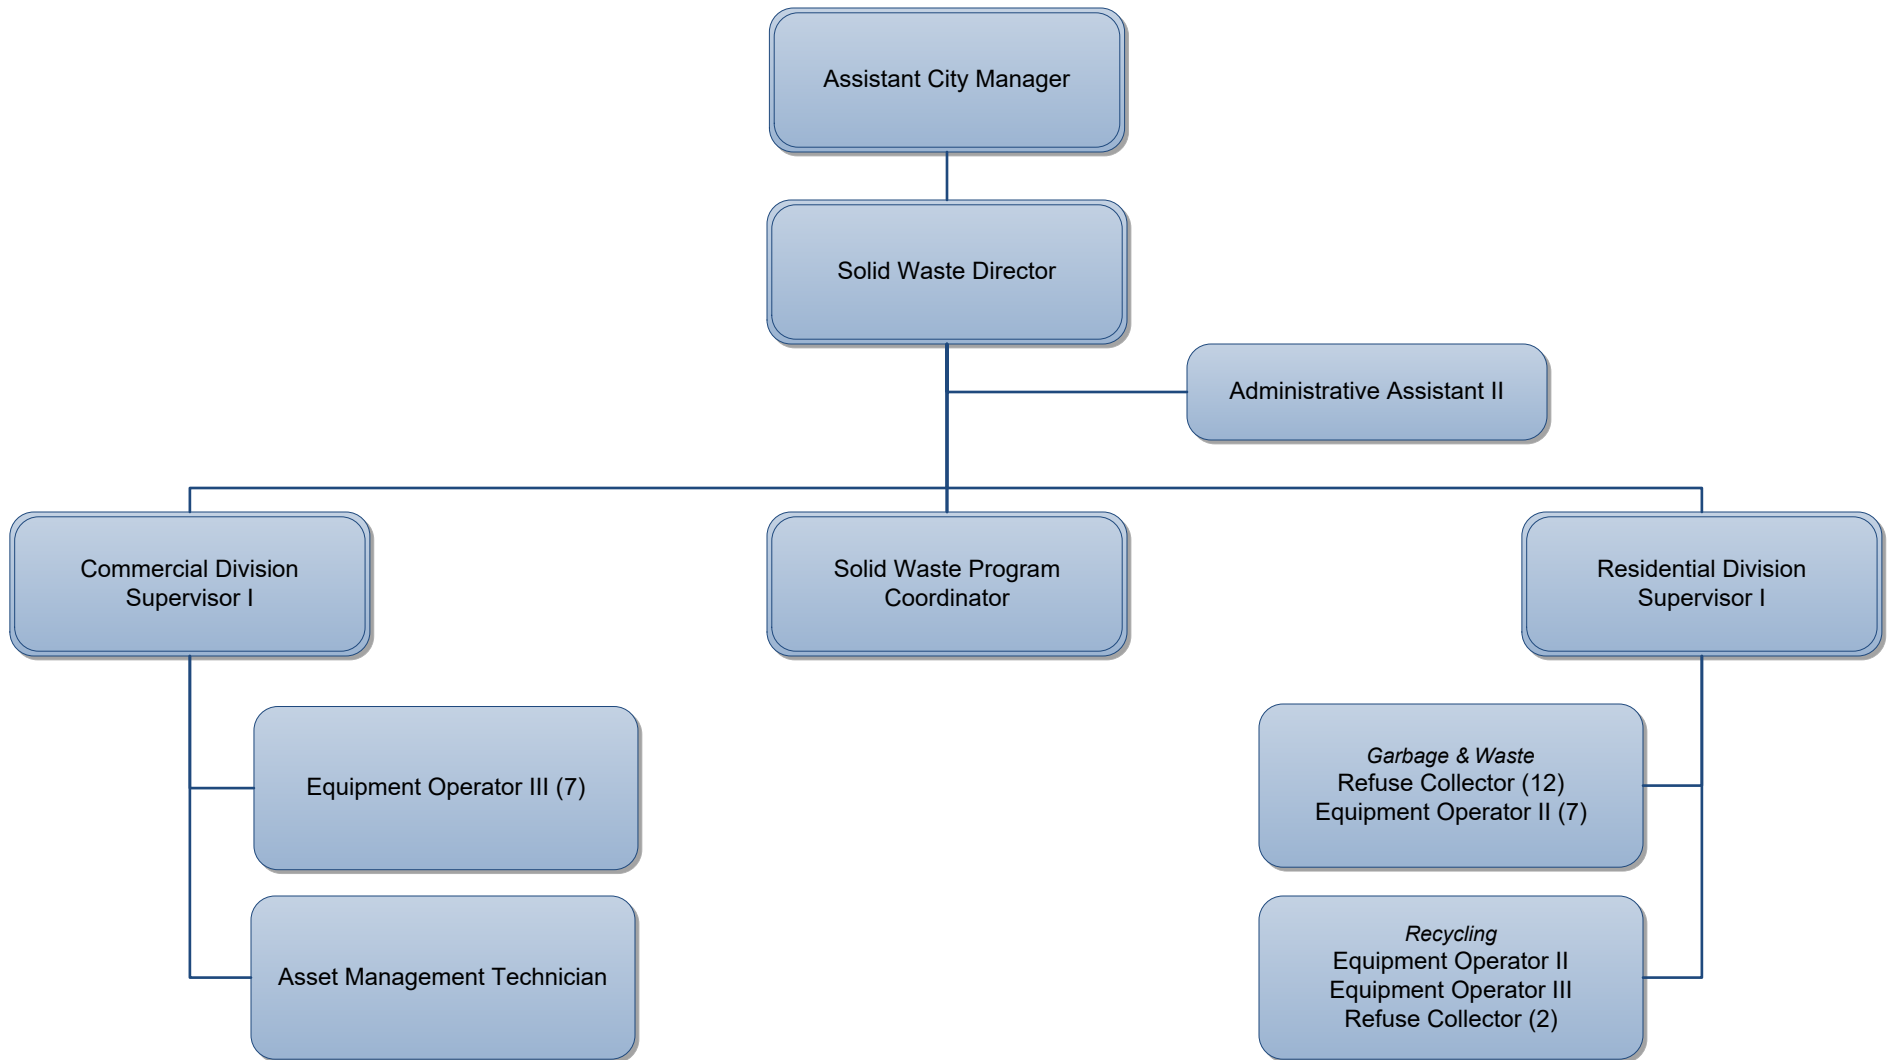 Assistant City Manager
Solid Waste Director
Administrative Assistant II
Commercial Division
Supervisor I
Solid Waste Program
Coordinator
Residential Division
Supervisor I
Equipment Operator III (7)
Garbage & Waste
Refuse Collector (12)
Equipment Operator II (7)
Asset Management Technician
Recycling
Equipment Operator II
Equipment Operator III
Refuse Collector (2)